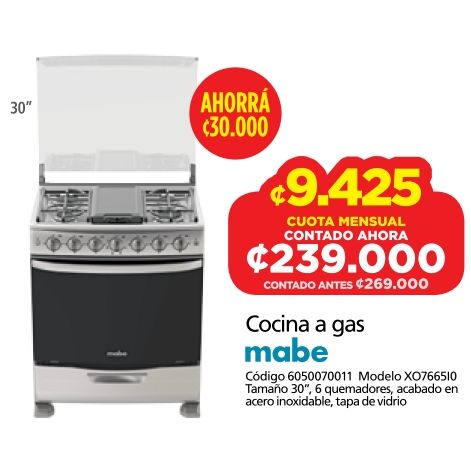 30”
AHORRÁ
¢30.000
¢9.425
CUOTA MENSUAL
CONTADO AHORA
¢239.000
CONTADO ANTES ¢269.000
mabe
Cocina a gas
mabe
Código 6050070011 Modelo XO7665I0
Tamaño 30”, 6 quemadores, acabado en
acero inoxidable, tapa de vidrio